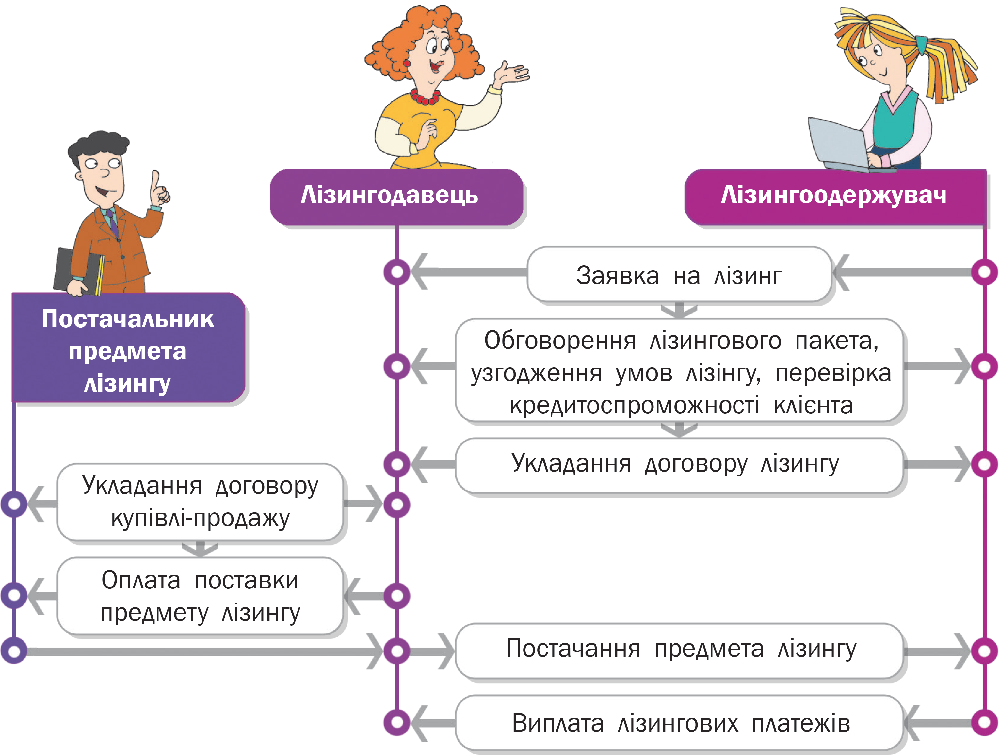 Лізингодавець
Лізингоодержувач
Постачальник
предмета
лізингу
Заявка на лізинг
Обговорення лізингового пакета,
узгодження умов лізінгу, перевірка
кредитоспроможності клієнта
Укладання договору лізингу
Укладання договору
купівлі-продажу
Оплата поставки
предмету лізингу
Постачання предмета лізингу
Виплата лізингових платежів